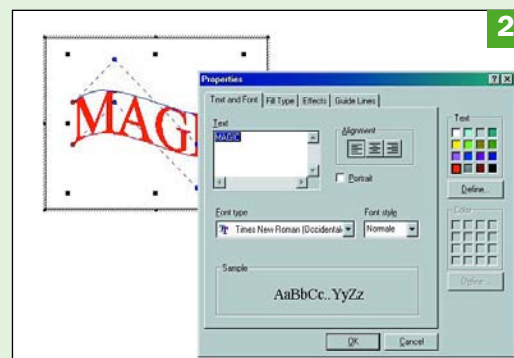 2
MAGI
Properties
Text and Font Fill Type Effects Guide Lines
Text
MAGIC
Alignment
Portrait
Font type
Font style
Times New Roman (Occidental
Normale
Sample
AaBbCc..YyZz
OK Cancel
Text
Define...
Color
Define...